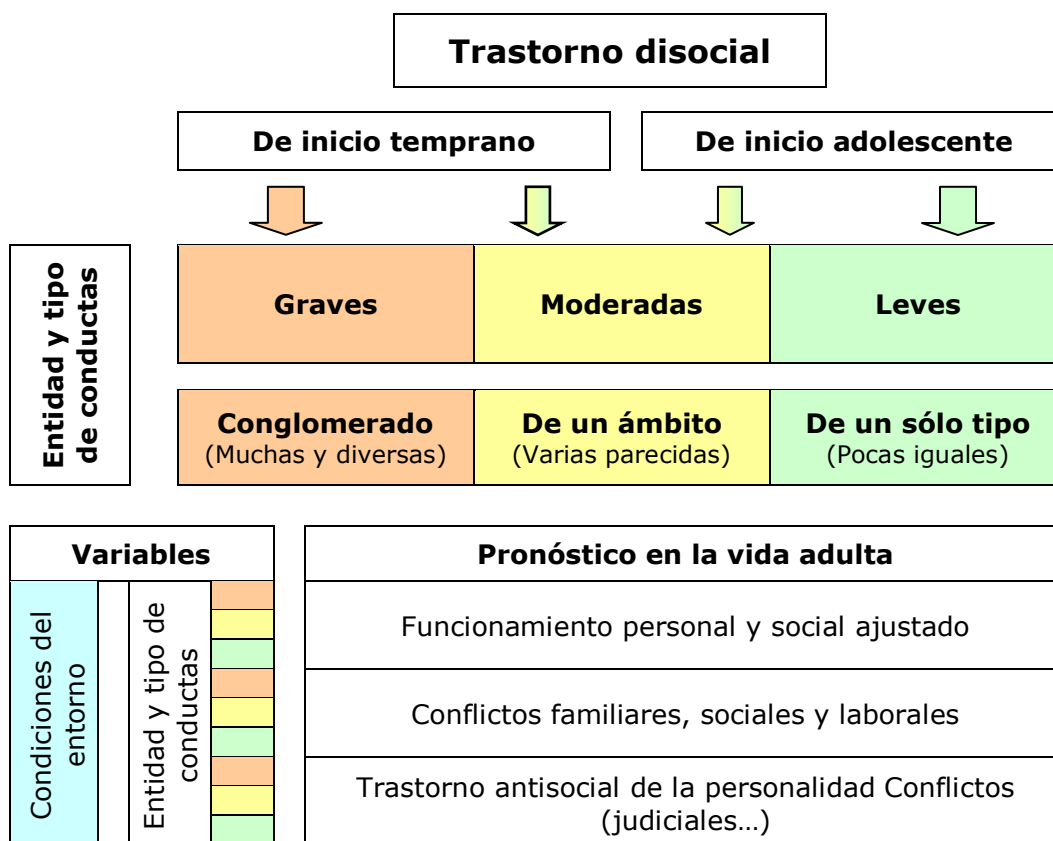 Trastorno disocial
De inicio temprano
De inicio adolescente
Entidad y tipo
de conductas
Graves
Moderadas
Leves
Conglomerado
(Muchas y diversas)
De un ámbito
(Varias parecidas)
De un sólo tipo
(Pocas iguales)
Variables
Pronóstico en la vida adulta
Condiciones del
entorno
Entidad y tipo de
conductas
Funcionamiento personal y social ajustado
Conflictos familiares, sociales y laborales
Trastorno antisocial de la personalidad Conflictos
(judiciales…)